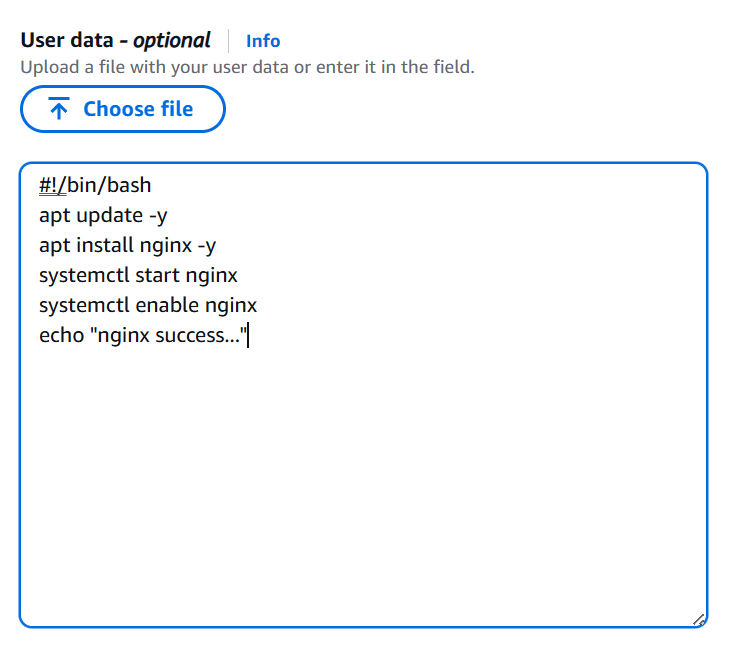 User data - optional Info
Upload a file with your user data or enter it in the field.
Choose file
#!/bin/bash
apt update -y
apt install nginx -y
systemctl start nginx
systemctl enable nginx
echo "nginx success..."